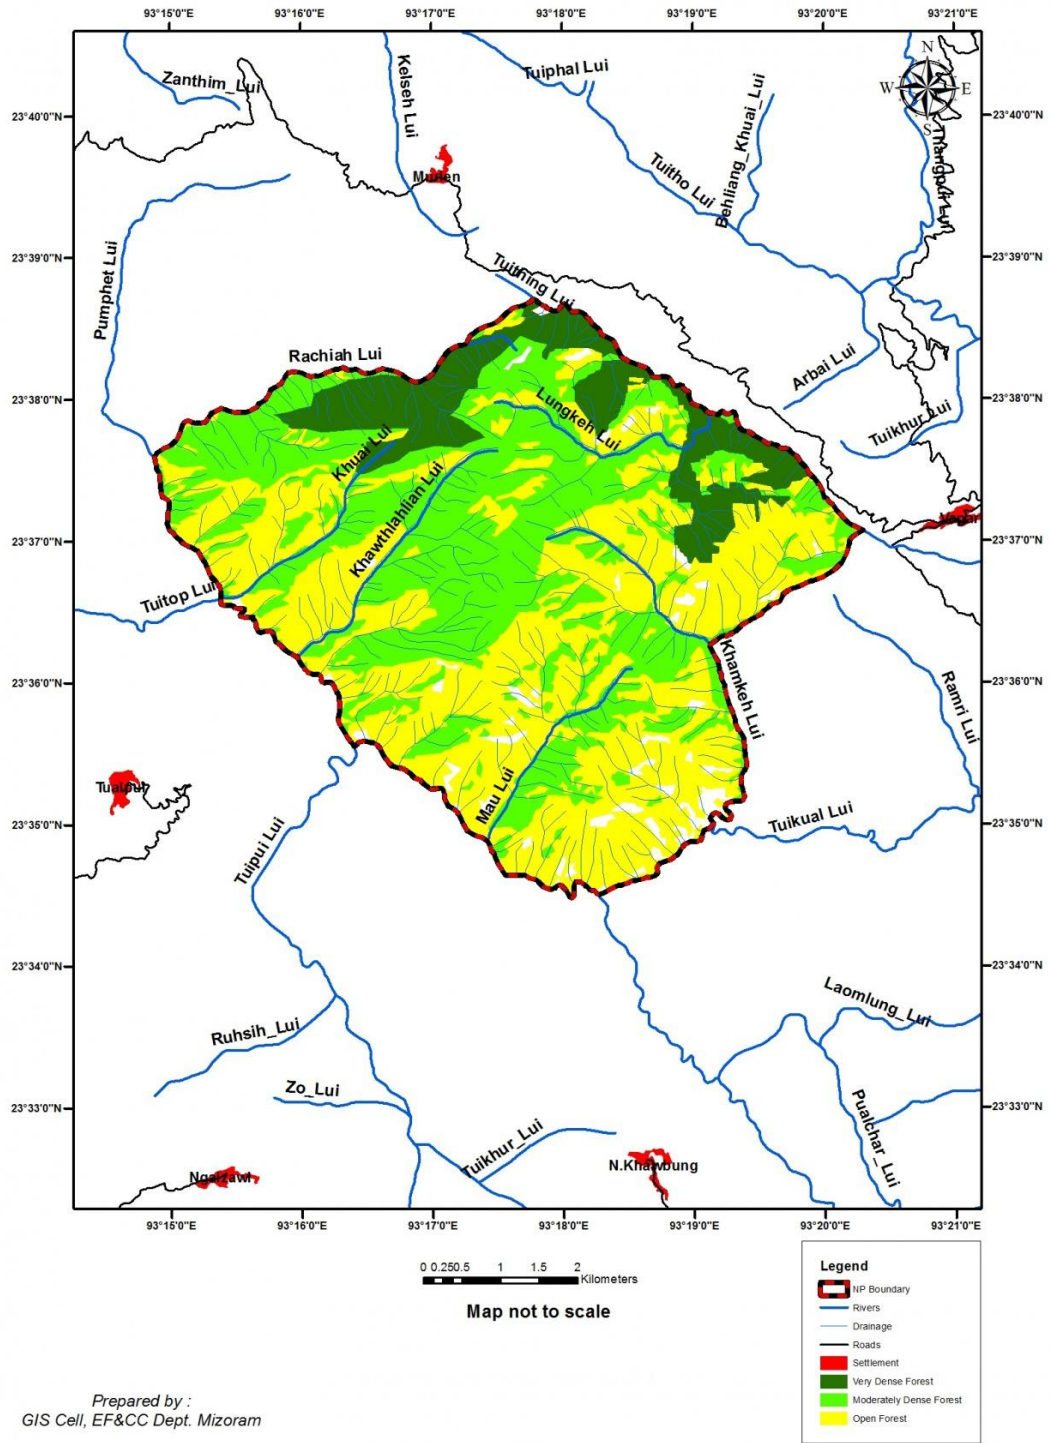 93°15'0"E
93°16'0"E
93°17'0"E
93°18'0"E
93°19'0"E
93°20'0"E
93°21'0"E
N
W
E
S
Zanthim_Lui
Kelseh Lui
Tuiphal Lui
Behliang_Khuai_Lui
Thangpui Lui
23°40'0"N
23°40'0"N
Murlen
Tuitho Lui
23°39'0"N
23°39'0"N
Pumphet Lui
Tuithing Lui
Rachiah Lui
Arbai Lui
23°38'0"N
23°38'0"N
Lungkeh Lui
Tuikhur Lui
Khuai Lui
Khawthlahlian Lui
23°37'0"N
23°37'0"N
Tuitop Lui
Khamkeh Lui
Ramri Lui
23°36'0"N
23°36'0"N
Tualpui
Mau Lui
Tuikual Lui
23°35'0"N
23°35'0"N
Tuipui Lui
23°34'0"N
23°34'0"N
Laomlung_Lui
Ruhsih_Lui
Zo_Lui
Pualchar_Lui
23°33'0"N
23°33'0"N
Tuikhur_Lui
N.Khawbung
Ngaizawl
93°15'0"E
93°16'0"E
93°17'0"E
93°18'0"E
93°19'0"E
93°20'0"E
93°21'0"E
0 0.25 0.5 1 1.5 2
Kilometers
Map not to scale
Legend
NP Boundary
Rivers
Drainage
Roads
Settlement
Very Dense Forest
Moderately Dense Forest
Open Forest
Prepared by :
GIS Cell, EF&CC Dept. Mizoram